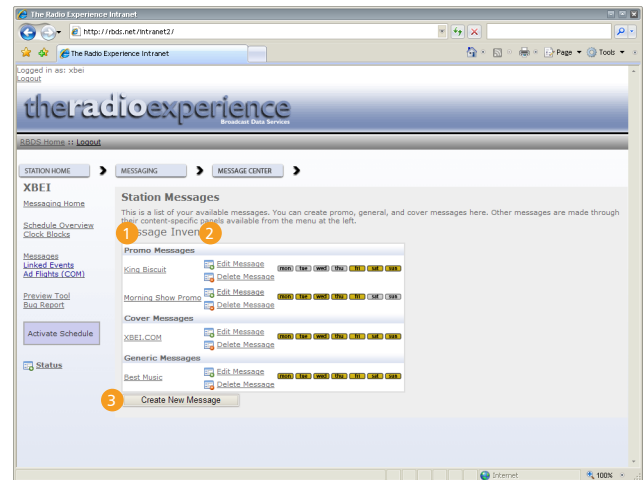 The Radio Experience Intranet
http://rbds.net/intranet2/
The Radio Experience Intranet
Page
Tools
Logged in as: xbei
Logout
theradioexperience
Broadcast Data Services
RBDS Home :: Logout
STATION HOME
MESSAGING
MESSAGE CENTER
XBEI
Messaging Home
Schedule Overview
Clock Blocks
Messages
Linked Events
Ad Flights (COM)
Preview Tool
Bug Report
Activate Schedule
Status
Station Messages
This is a list of your available messages. You can create promo, general, and cover messages here. Other messages are made through
their content-specific panels available from the menu at the left.
1 ssage Inven 2
Promo Messages
King Biscuit Edit Message mon tue wed thu fri sat sun
Delete Message
Morning Show Promo Edit Message mon tue wed thu fri sat sun
Delete Message
Cover Messages
XBEI.COM Edit Message mon tue wed thu fri sat sun
Delete Message
Generic Messages
Best Music Edit Message mon tue wed thu fri sat sun
Delete Message
3 Create New Message
Internet
100%